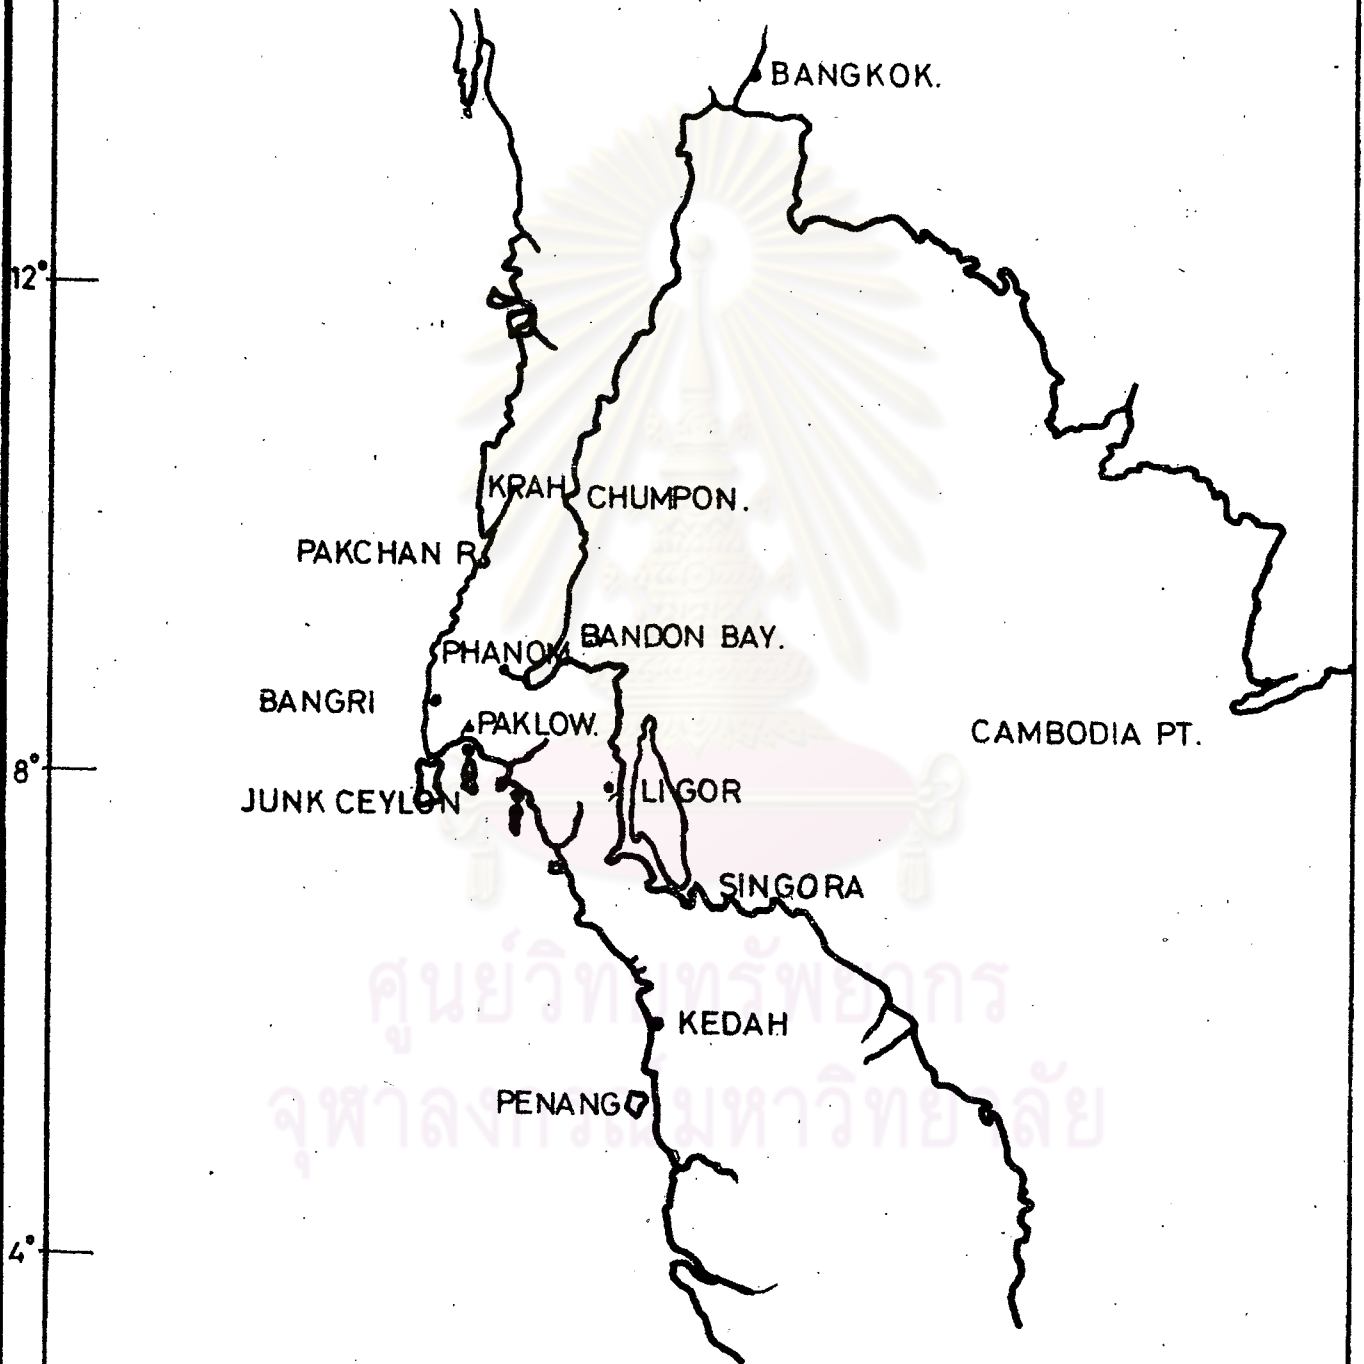 BANGKOK.
12°
KRAH
CHUMPON.
PAKCHAN R.
BANDON BAY.
PHANOM
BANGRI
PAKLOW.
CAMBODIA PT.
8°
JUNK CEYLON
LIGOR
SINGORA
ศูนย์วิทยทรัพยากร
KEDAH
PENANG
จุฬาลงกรณ์มหาวิทยาลัย
4°